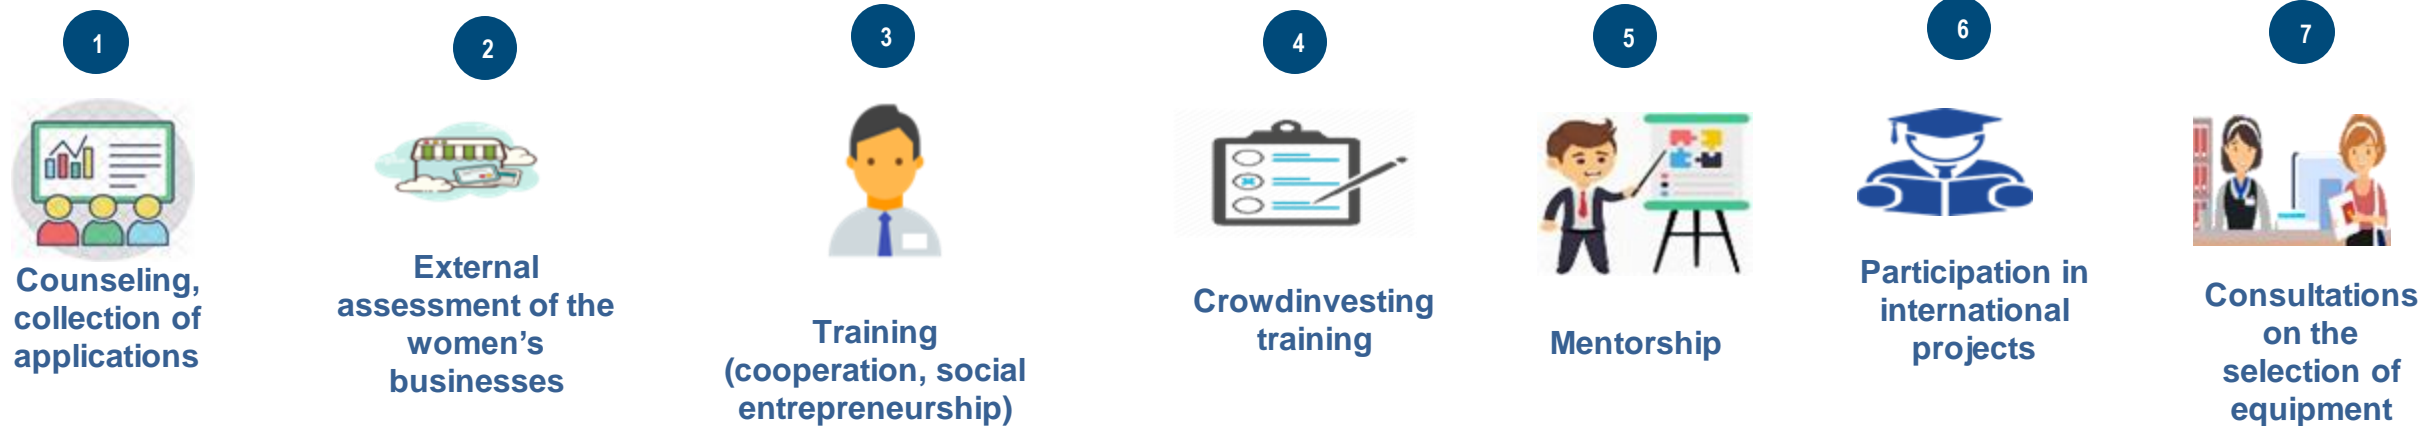 1
Counseling,
collection of
applications
2
External
assessment of the
women’s
businesses
3
Training
(cooperation, social
entrepreneurship)
4
Crowdinvesting
training
5
Mentorship
6
Participation in
international
projects
7
Consultations
on the
selection of
equipment